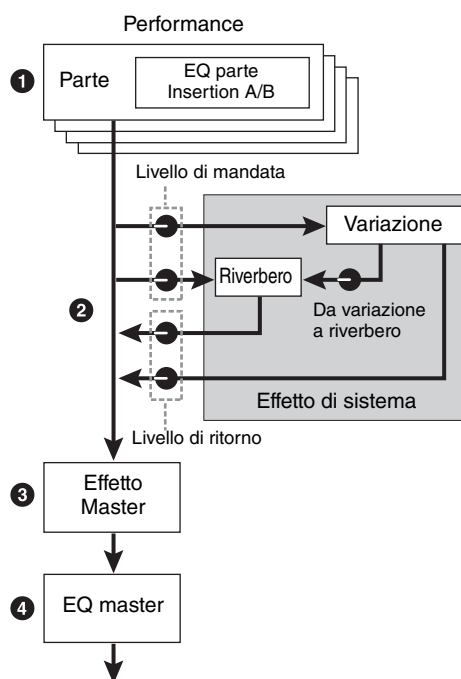 Performance
❶
Parte
EQ parte
Insertion A/B
Livello di mandata
Variazione
Riverbero
❷
Da variazione
a riverbero
Effetto di sistema
Livello di ritorno
❸
Effetto
Master
❹
EQ master